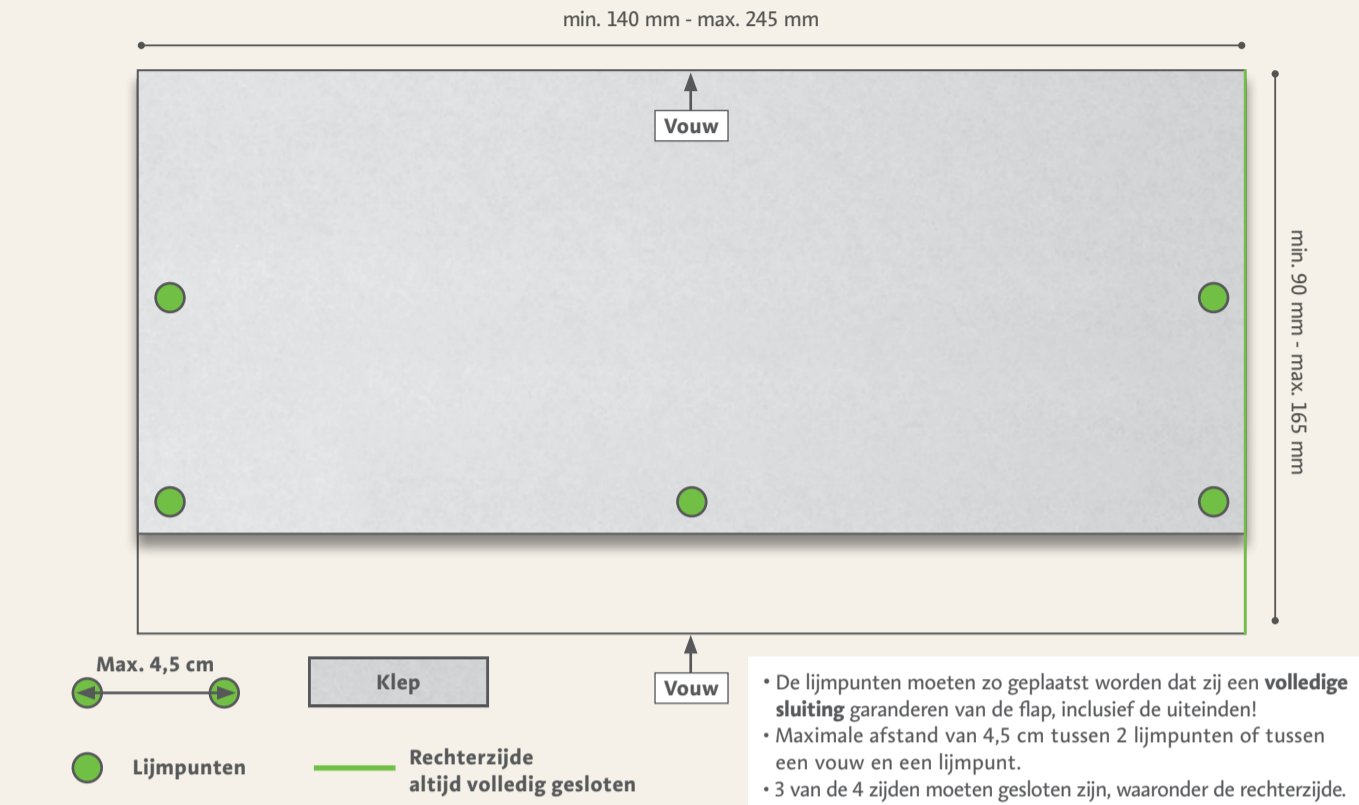 min. 140 mm - max. 245 mm
Vouw
min. 90 mm - max. 165 mm
Max. 4,5 cm
Klep
Vouw
Lijmpunten
Rechterzijde
altijd volledig gesloten
• De lijmpunten moeten zo geplaatst worden dat zij een volledige
sluiting garanderen van de flap, inclusief de uiteinden!
• Maximale afstand van 4,5 cm tussen 2 lijmpunten of tussen
een vouw en een lijmpunt.
• 3 van de 4 zijden moeten gesloten zijn, waaronder de rechterzijde.